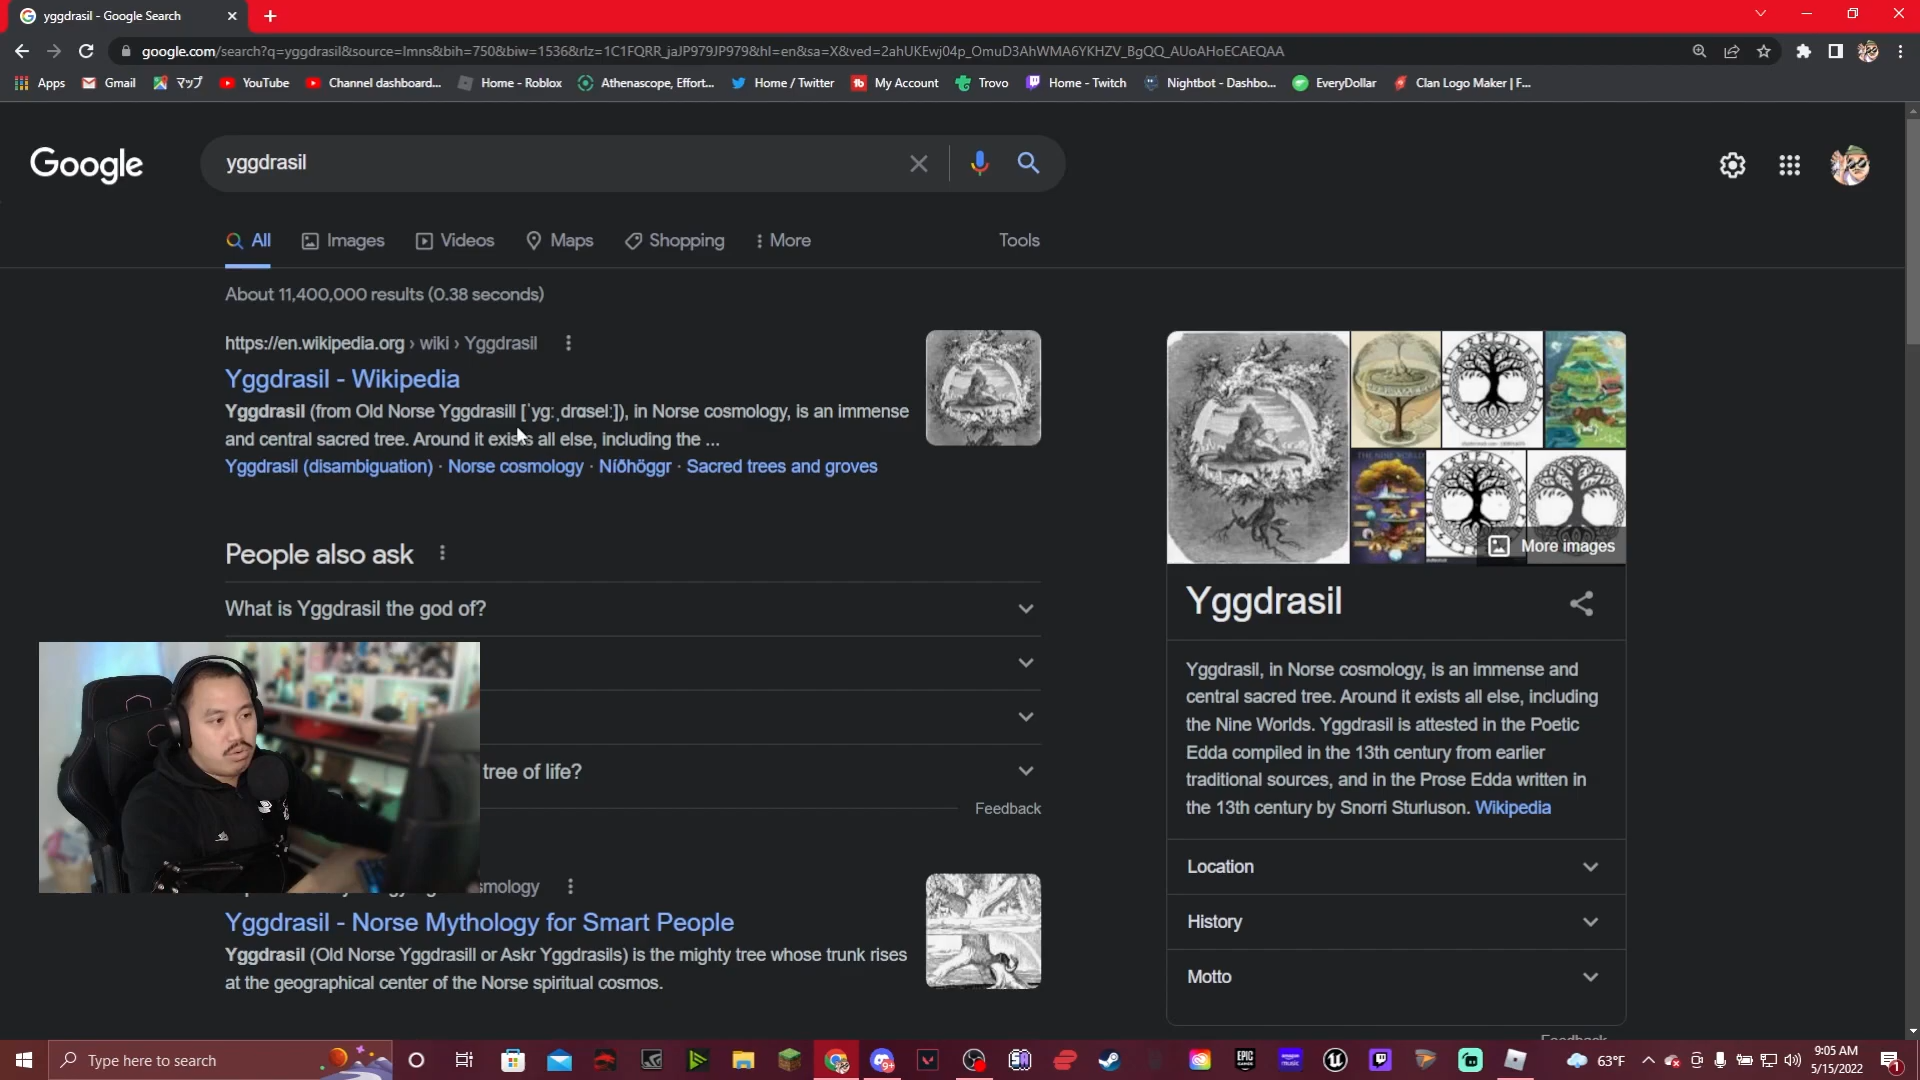 yggdrasil - Google Search
google.com/search?q=yggdrasil&source=lmns&bih=750&biw=1536&rlz=1C1FQRR_jaJP979JP979&hl=en&sa=X&ved=2ahUKEwj04p_OmuD3AhWMA6YKHZV_BgQQ_AUoAHoECAEQAA
Apps Gmail マップ YouTube Channel dashboard... Home - Roblox Athenascope, Effort... Home / Twitter My Account Trovo Home - Twitch Nightbot - Dashbo... EveryDollar Clan Logo Maker | F...
Google yggdrasil
All Images Videos Maps Shopping More Tools
About 11,400,000 results (0.38 seconds)
https://en.wikipedia.org › wiki › Yggdrasil
Yggdrasil - Wikipedia
Yggdrasil (from Old Norse Yggdrasill [ˈyɡːˌdrɑselː]), in Norse cosmology, is an immense
and central sacred tree. Around it exists all else, including the ...
Yggdrasil (disambiguation) · Norse cosmology · Níðhöggr · Sacred trees and groves
People also ask
What is Yggdrasil the god of?
tree of life?
Feedback
smology
Yggdrasil - Norse Mythology for Smart People
Yggdrasil (Old Norse Yggdrasill or Askr Yggdrasils) is the mighty tree whose trunk rises
at the geographical center of the Norse spiritual cosmos.
More images
Yggdrasil
Yggdrasil, in Norse cosmology, is an immense and
central sacred tree. Around it exists all else, including
the Nine Worlds. Yggdrasil is attested in the Poetic
Edda compiled in the 13th century from earlier
traditional sources, and in the Prose Edda written in
the 13th century by Snorri Sturluson. Wikipedia
Location
History
Motto
Feedback
Type here to search
63°F
9:05 AM
5/15/2022